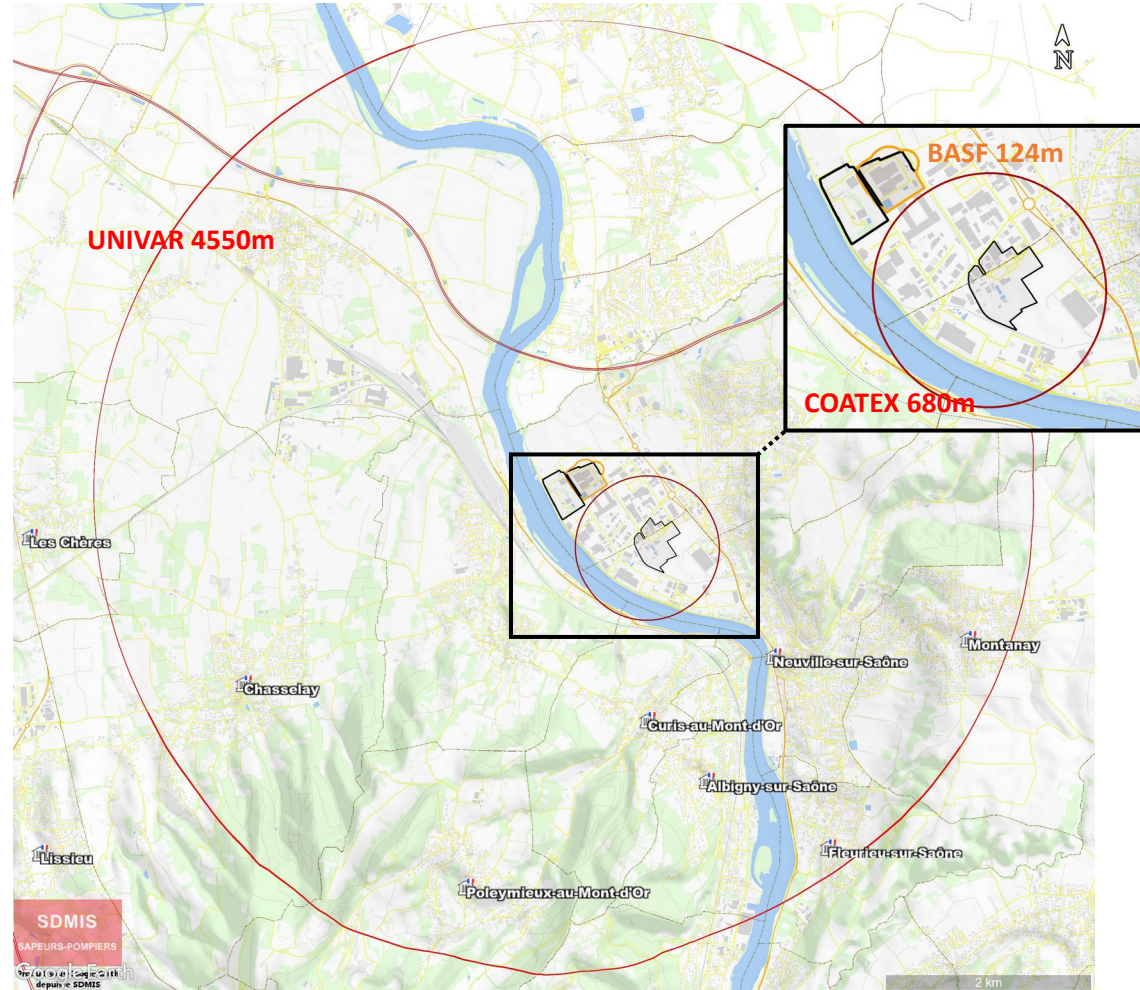 N
BASF 124m
UNIVAR 4550m
COATEX 680m
Les Chères
Montanay
Neuville-sur-Saône
Chasselay
Curis-au-Mont-d'Or
Albigny-sur-Saône
Lissieu
Fleurieu-sur-Saône
Poleymieux-au-Mont-d'Or
SDMIS
SAPEURS-POMPIERS
depuis le SDMIS
2 km